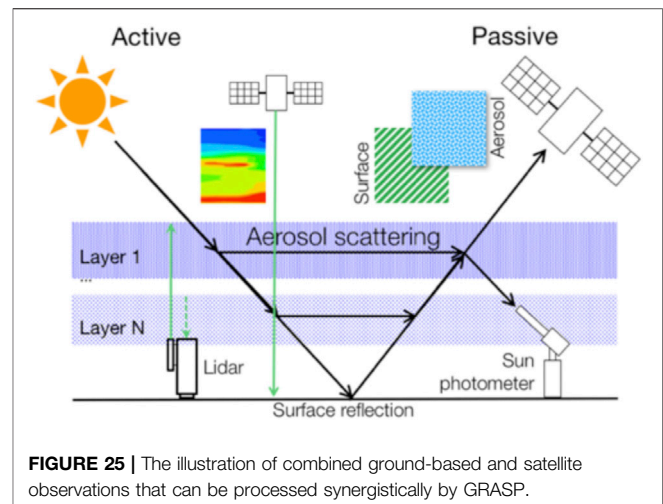 Active
Passive
Surface
Aerosol
Aerosol scattering
Layer 1
...
Layer N
Lidar
Sun
photometer
Surface reflection
FIGURE 25 | The illustration of combined ground-based and satellite
observations that can be processed synergistically by GRASP.